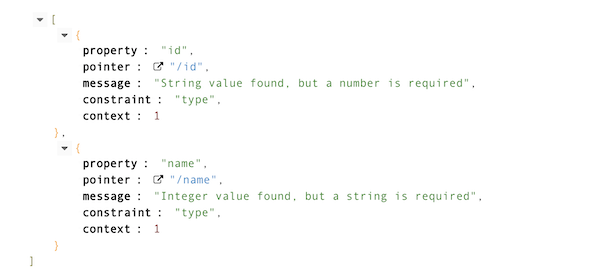 [
{
property : "id",
pointer : "/id",
message : "String value found, but a number is required",
constraint : "type",
context : 1
},
{
property : "name",
pointer : "/name",
message : "Integer value found, but a string is required",
constraint : "type",
context : 1
}
]